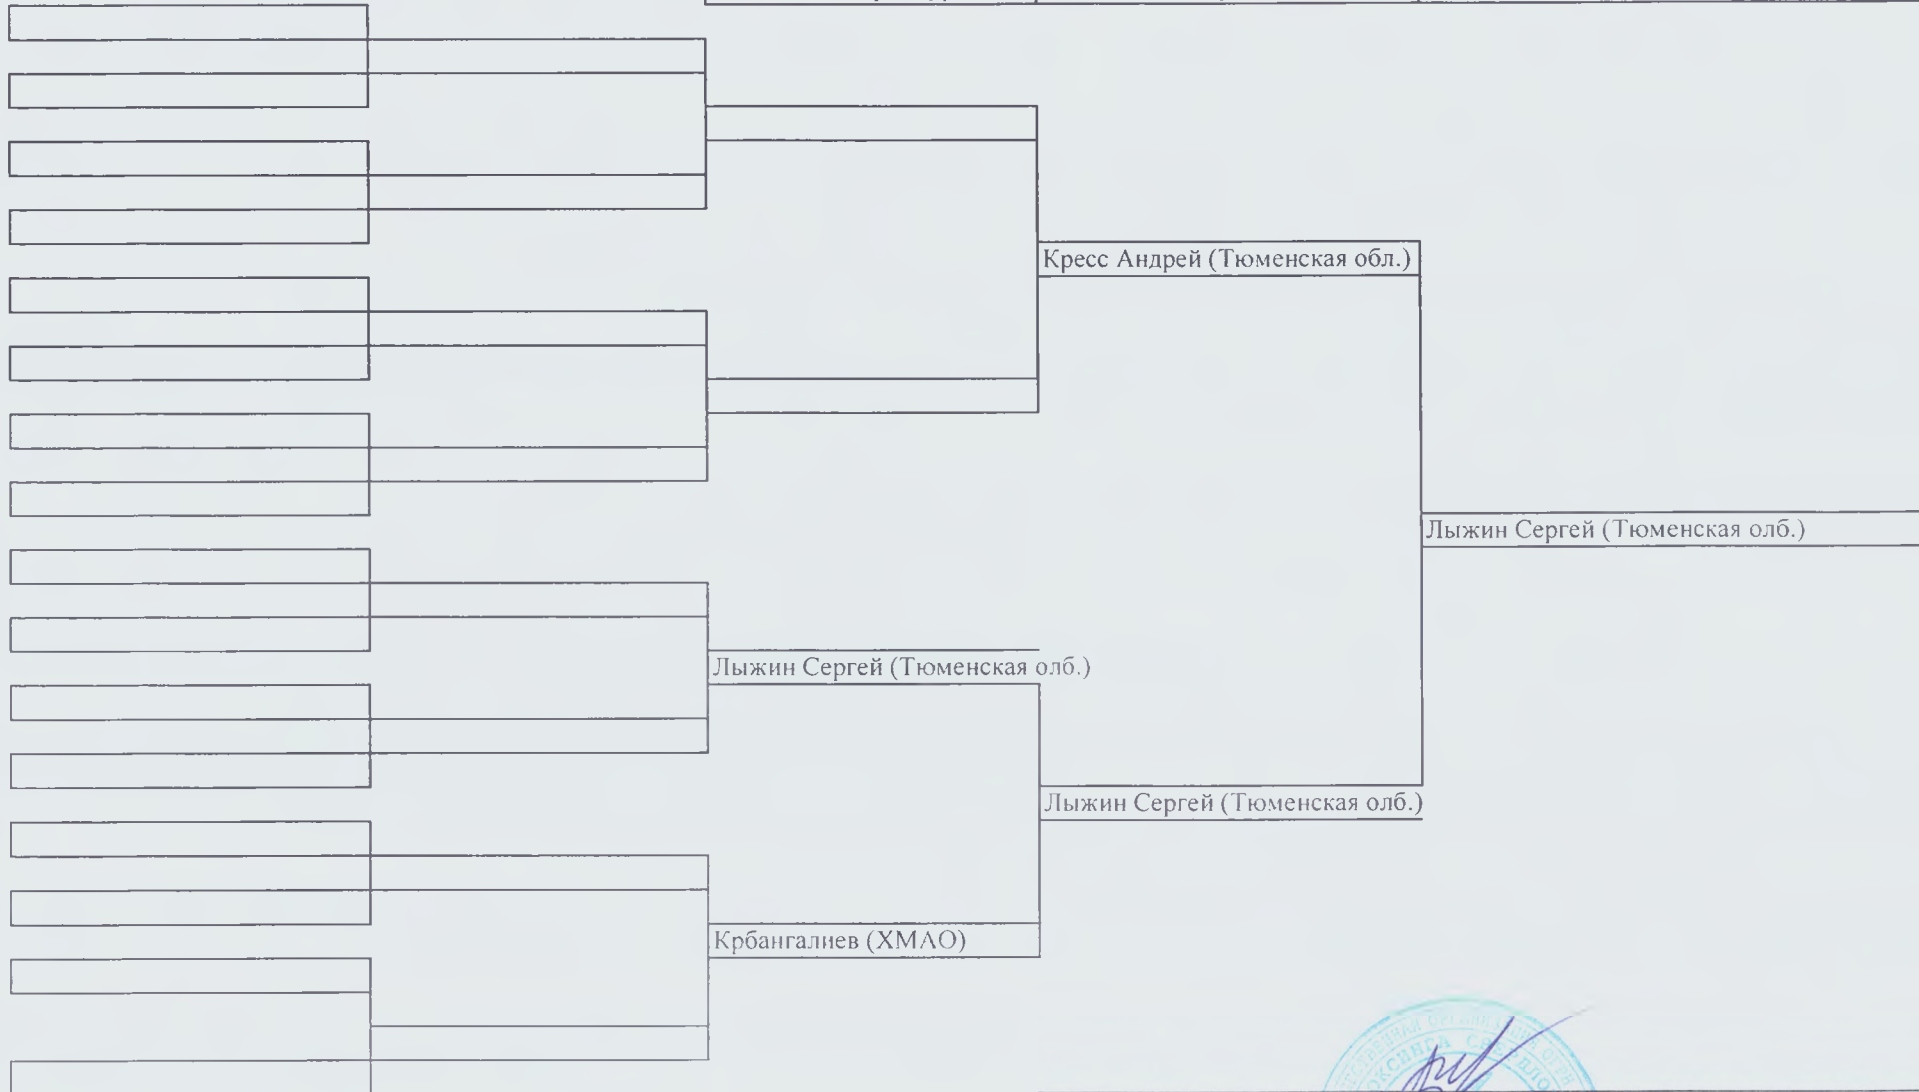 Кресс Андрей (Тюменская обл.)
Лыжин Сергей (Тюменская олб.)
Лыжин Сергей (Тюменская олб.)
Лыжин Сергей (Тюменская олб.)
Крбангалиев (ХМАО)